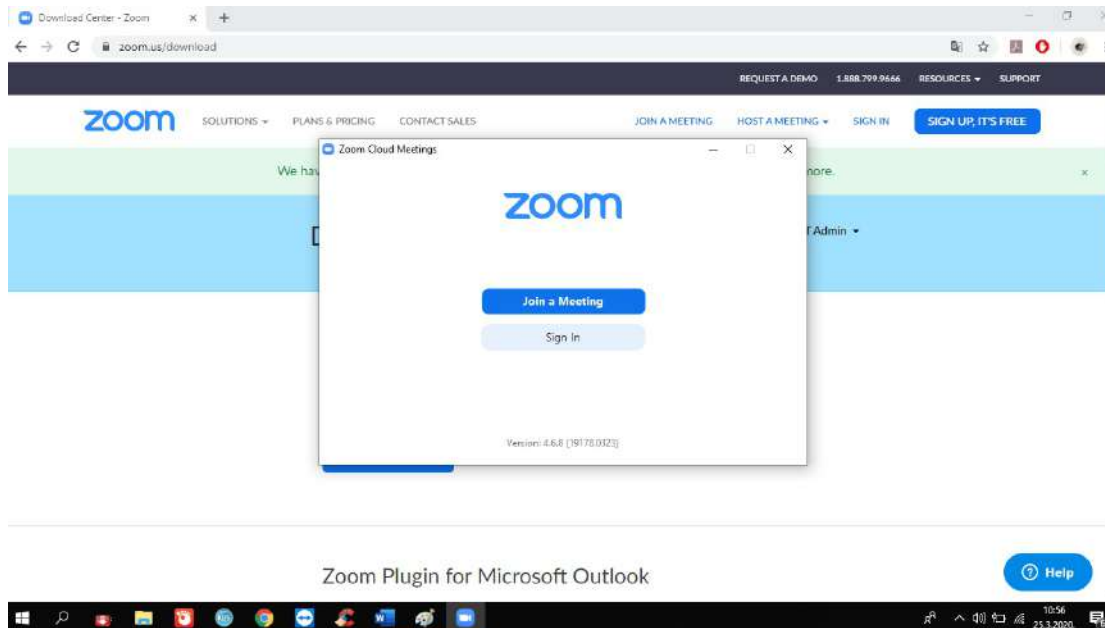 Download Center - Zoom
zoom.us/download
REQUEST A DEMO 1.888.799.9666 RESOURCES SUPPORT
zoom SOLUTIONS PLANS & PRICING CONTACT SALES JOIN A MEETING HOST A MEETING SIGN IN SIGN UP, IT'S FREE
Zoom Cloud Meetings
We hav more.
zoom
D T Admin
Join a Meeting
Sign In
Version: 4.6.8 (19178.0323)
Zoom Plugin for Microsoft Outlook
Help
10:56
25.3.2020.